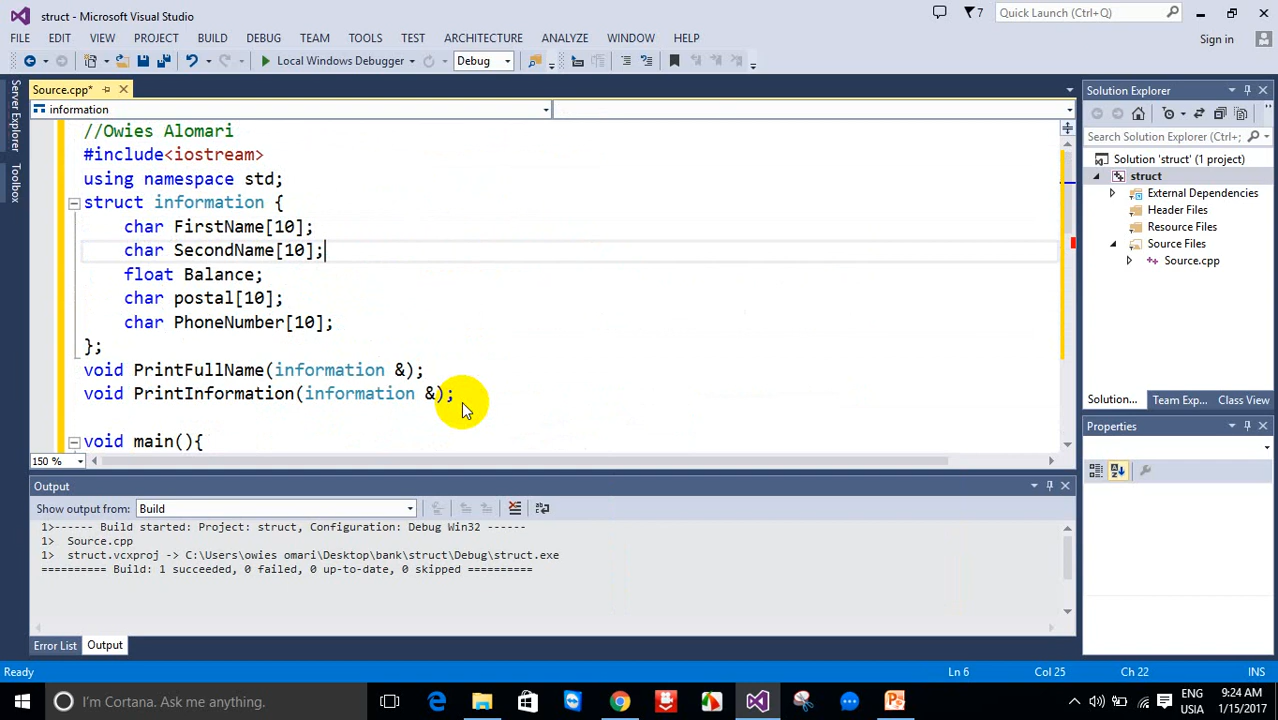 struct - Microsoft Visual Studio
7
Quick Launch (Ctrl+Q)
FILE EDIT VIEW PROJECT BUILD DEBUG TEAM TOOLS TEST ARCHITECTURE ANALYZE WINDOW HELP
Sign in
Local Windows Debugger
Debug
Server Explorer
Toolbox
Source.cpp*
information
//Owies Alomari
#include<iostream>
using namespace std;
struct information {
char FirstName[10];
char SecondName[10];
float Balance;
char postal[10];
char PhoneNumber[10];
};
void PrintFullName(information &);
void PrintInformation(information &);
void main(){
150 %
Solution Explorer
Search Solution Explorer (Ctrl+;
Solution 'struct' (1 project)
struct
External Dependencies
Header Files
Resource Files
Source Files
Source.cpp
Solution... Team Exp... Class View
Properties
Output
Show output from: Build
1>------ Build started: Project: struct, Configuration: Debug Win32 ------
1> Source.cpp
1> struct.vcxproj -> C:\Users\owies omari\Desktop\bank\struct\Debug\struct.exe
========== Build: 1 succeeded, 0 failed, 0 up-to-date, 0 skipped ==========
Error List Output
Ready
Ln 6 Col 25 Ch 22 INS
I'm Cortana. Ask me anything.
ENG
USIA
9:24 AM
1/15/2017